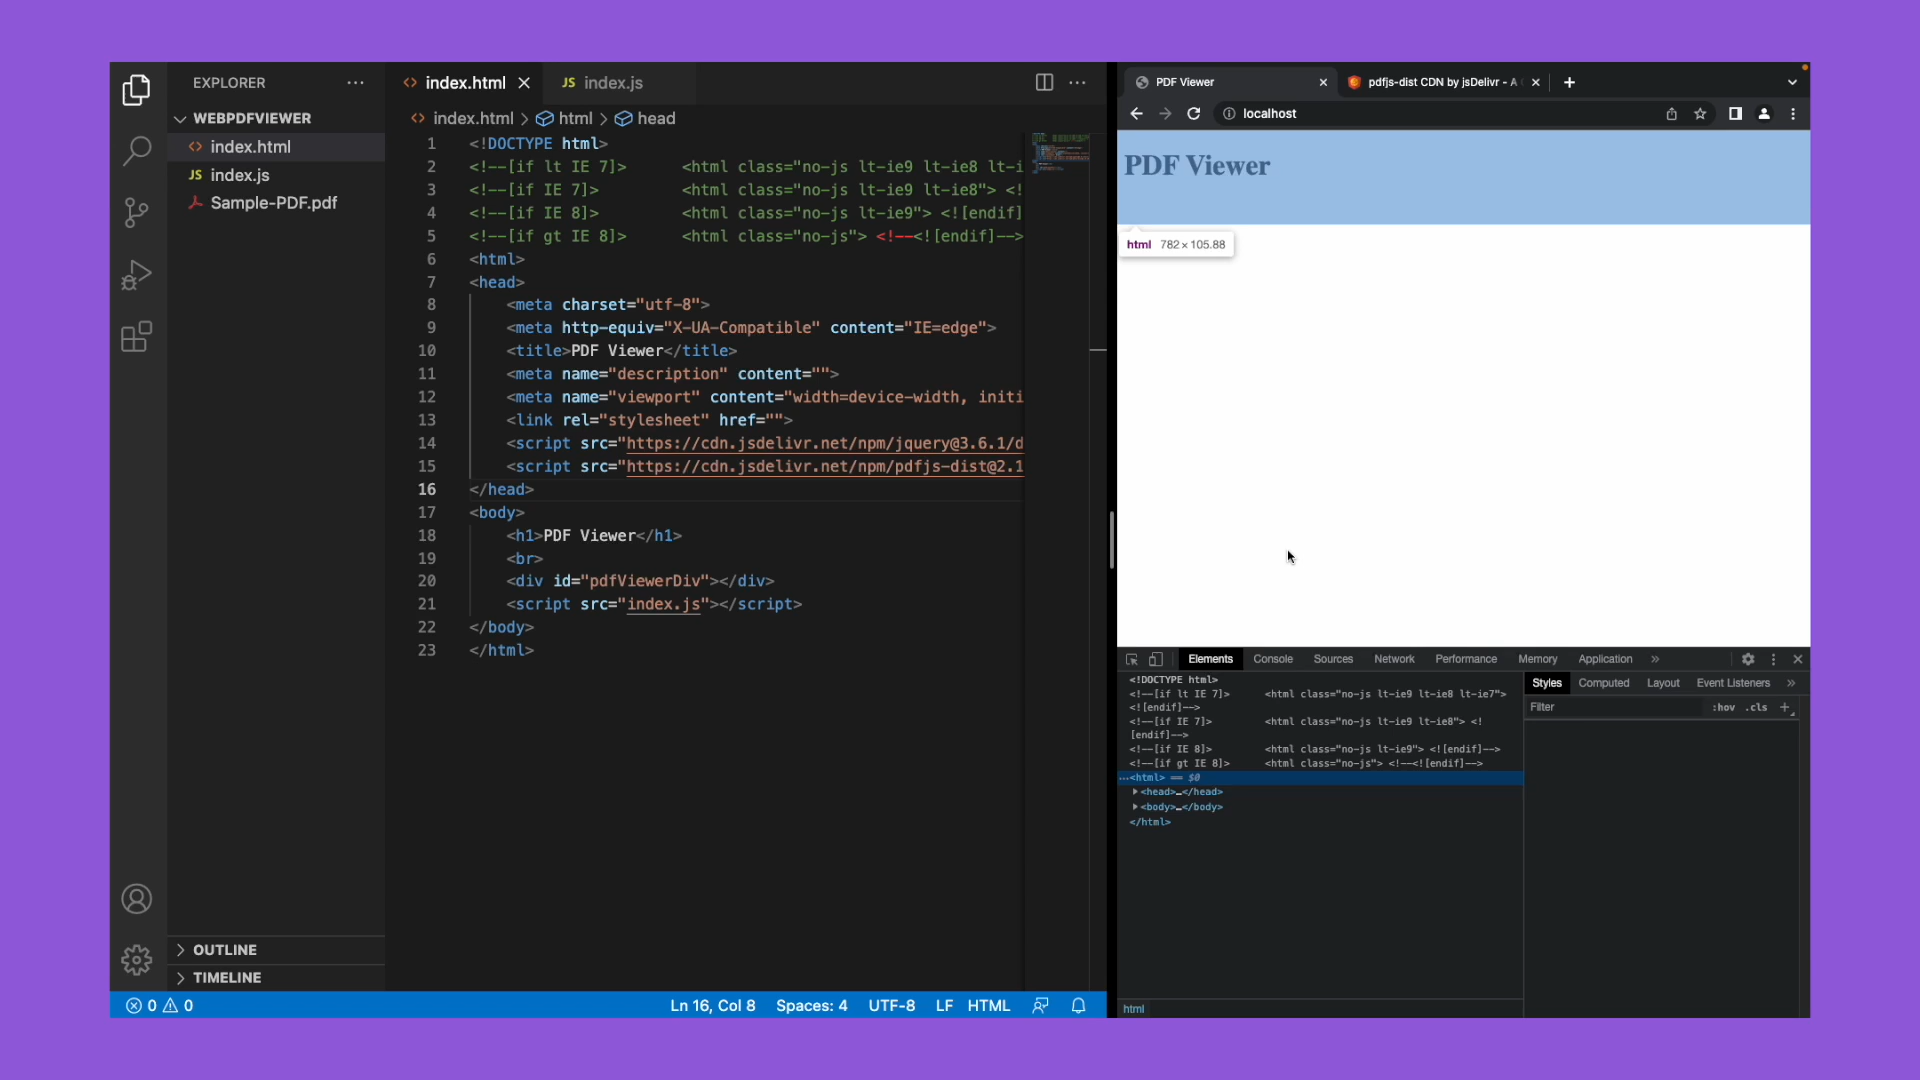 EXPLORER
WEBPDFVIEWER
index.html
JS index.js
Sample-PDF.pdf
OUTLINE
TIMELINE
index.html
JS index.js
index.html > html > head
1 <!DOCTYPE html>
2 <!--[if lt IE 7]>      <html class="no-js lt-ie9 lt-ie8 lt-i
3 <!--[if IE 7]>         <html class="no-js lt-ie9 lt-ie8"> <!
4 <!--[if IE 8]>         <html class="no-js lt-ie9"> <![endif]
5 <!--[if gt IE 8]>      <html class="no-js"> <!--<![endif]-->
6 <html>
7 <head>
8     <meta charset="utf-8">
9     <meta http-equiv="X-UA-Compatible" content="IE=edge">
10     <title>PDF Viewer</title>
11     <meta name="description" content="">
12     <meta name="viewport" content="width=device-width, initi
13     <link rel="stylesheet" href="">
14     <script src="https://cdn.jsdelivr.net/npm/jquery@3.6.1/d
15     <script src="https://cdn.jsdelivr.net/npm/pdfjs-dist@2.1
16 </head>
17 <body>
18     <h1>PDF Viewer</h1>
19     <br>
20     <div id="pdfViewerDiv"></div>
21     <script src="index.js"></script>
22 </body>
23 </html>
0 0
Ln 16, Col 8 Spaces: 4 UTF-8 LF HTML
PDF Viewer
pdfjs-dist CDN by jsDelivr - A
localhost
PDF Viewer
html 782 × 105.88
Elements Console Sources Network Performance Memory Application »
<!DOCTYPE html>
<!--[if lt IE 7]>      <html class="no-js lt-ie9 lt-ie8 lt-ie7">
<![endif]-->
<!--[if IE 7]>         <html class="no-js lt-ie9 lt-ie8"> <!
[endif]-->
<!--[if IE 8]>         <html class="no-js lt-ie9"> <![endif]-->
<!--[if gt IE 8]>      <html class="no-js"> <!--<![endif]-->
…<html> == $0
<head>…</head>
<body>…</body>
</html>
html
Styles Computed Layout Event Listeners »
Filter :hov .cls +